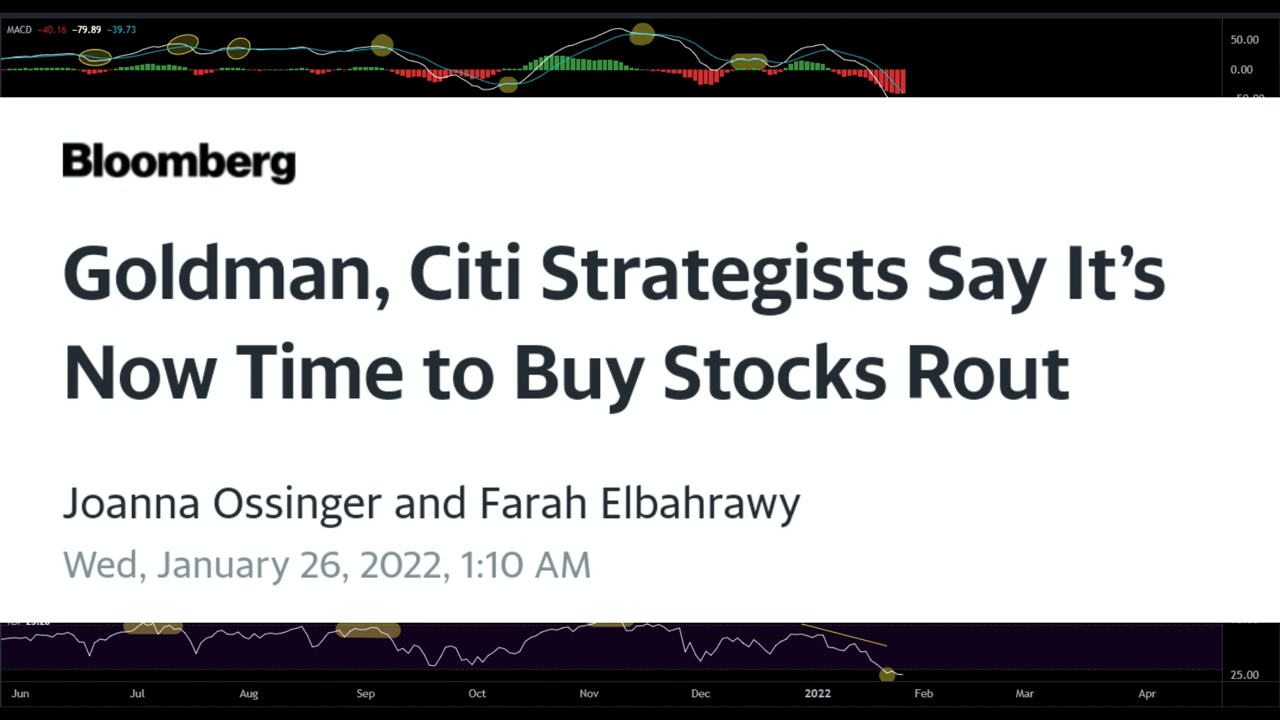 MACD -40.16 -79.89 -39.73
50.00
0.00
Bloomberg
Goldman, Citi Strategists Say It’s
Now Time to Buy Stocks Rout
Joanna Ossinger and Farah Elbahrawy
Wed, January 26, 2022, 1:10 AM
25.00
Jun Jul Aug Sep Oct Nov Dec 2022 Feb Mar Apr